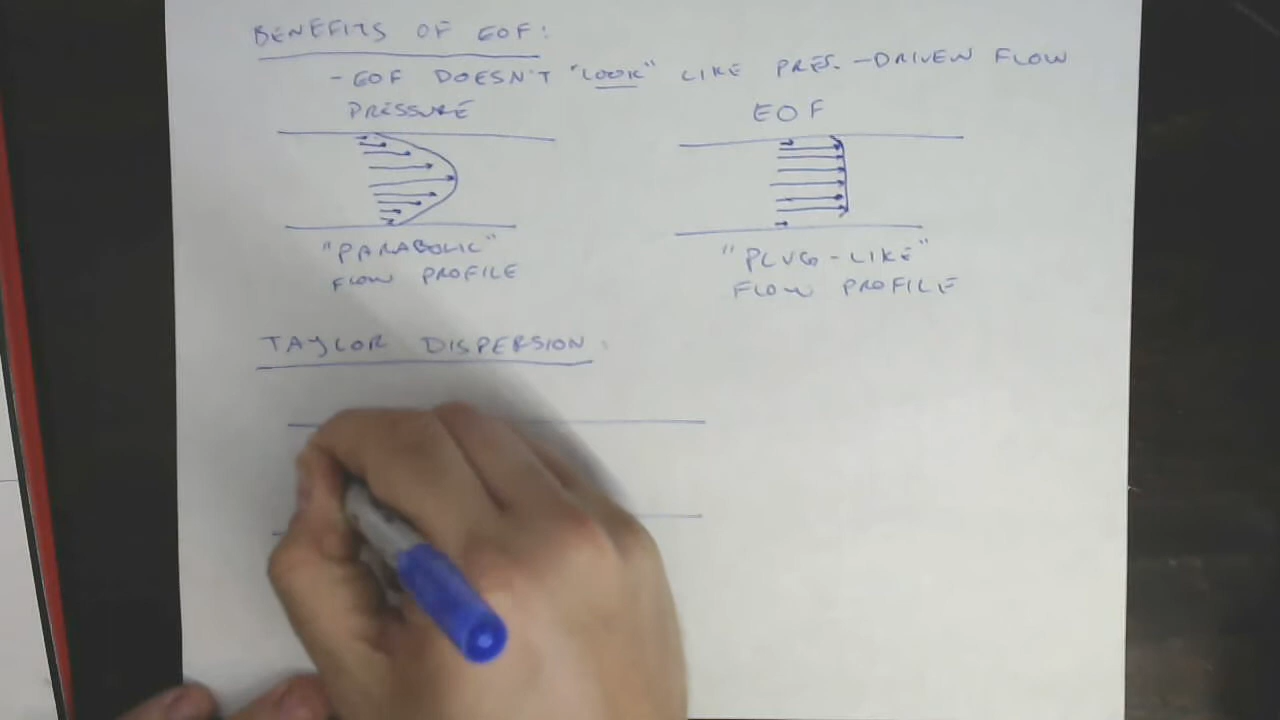 BENEFITS OF EOF:
- EOF DOESN'T "LOOK" LIKE PRES. - DRIVEN FLOW
PRESSURE
EOF
"PARABOLIC"
FLOW PROFILE
"PLUG - LIKE"
FLOW PROFILE
TAYLOR DISPERSION: